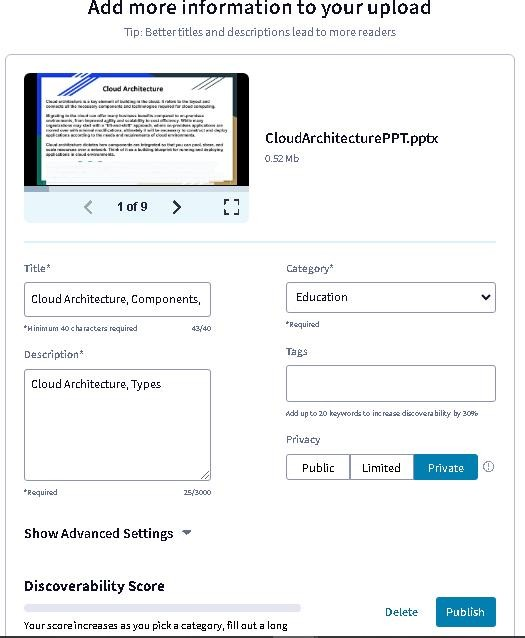 Add more information to your upload
Tip: Better titles and descriptions lead to more readers
Cloud Architecture
Cloud architecture is a key element of building in the cloud. It refers to the layout and
connects all the necessary components and technologies required for cloud computing.
Migrating to the cloud can offer many business benefits compared to on-premises
environments, from improved agility and scalability to cost efficiency. While many
organizations may start with a "lift-and-shift" approach, where on-premises applications are
moved over with minimal modifications, ultimately it will be necessary to construct and deploy
applications according to the needs and requirements of cloud environments.
Cloud architecture dictates how components are integrated so that you can pool, share, and
scale resources over a network. Think of it as a building blueprint for running and deploying
applications in cloud environments.
CloudArchitecturePPT.pptx
0.52 Mb
1 of 9
Title*
Cloud Architecture, Components,
*Minimum 40 characters required 43/40
Category*
Education
*Required
Description*
Cloud Architecture, Types
*Required 25/3000
Tags
Add up to 20 keywords to increase discoverability by 30%
Privacy
Public Limited Private
Show Advanced Settings
Discoverability Score
Your score increases as you pick a category, fill out a long
Delete Publish